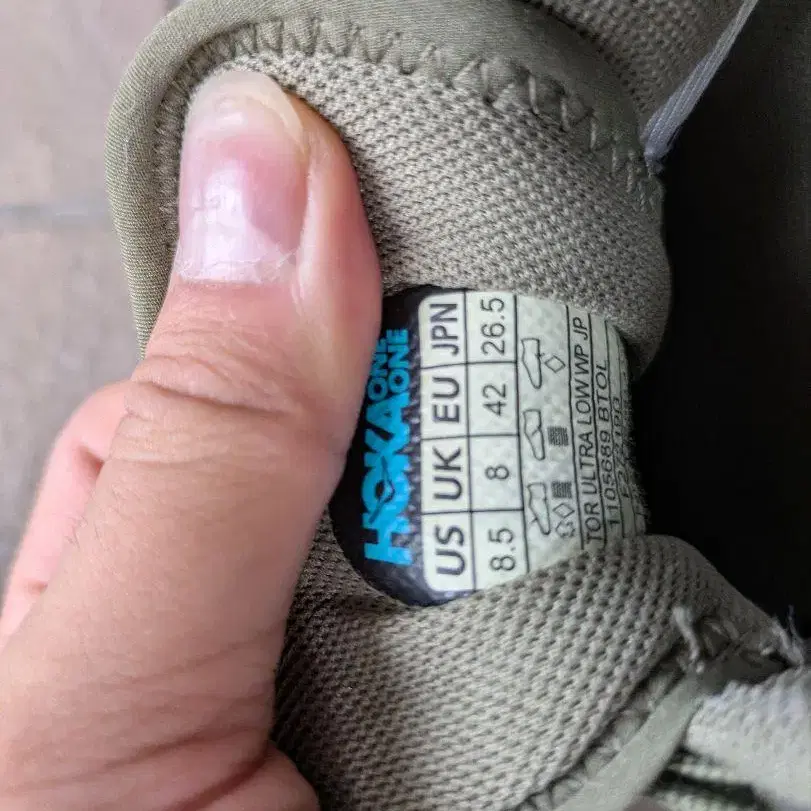 HOKA ONE ONE
US UK EU JPN
8.5 8 42 26.5
TOR ULTRA LOW WP JP
1105689 BTOL